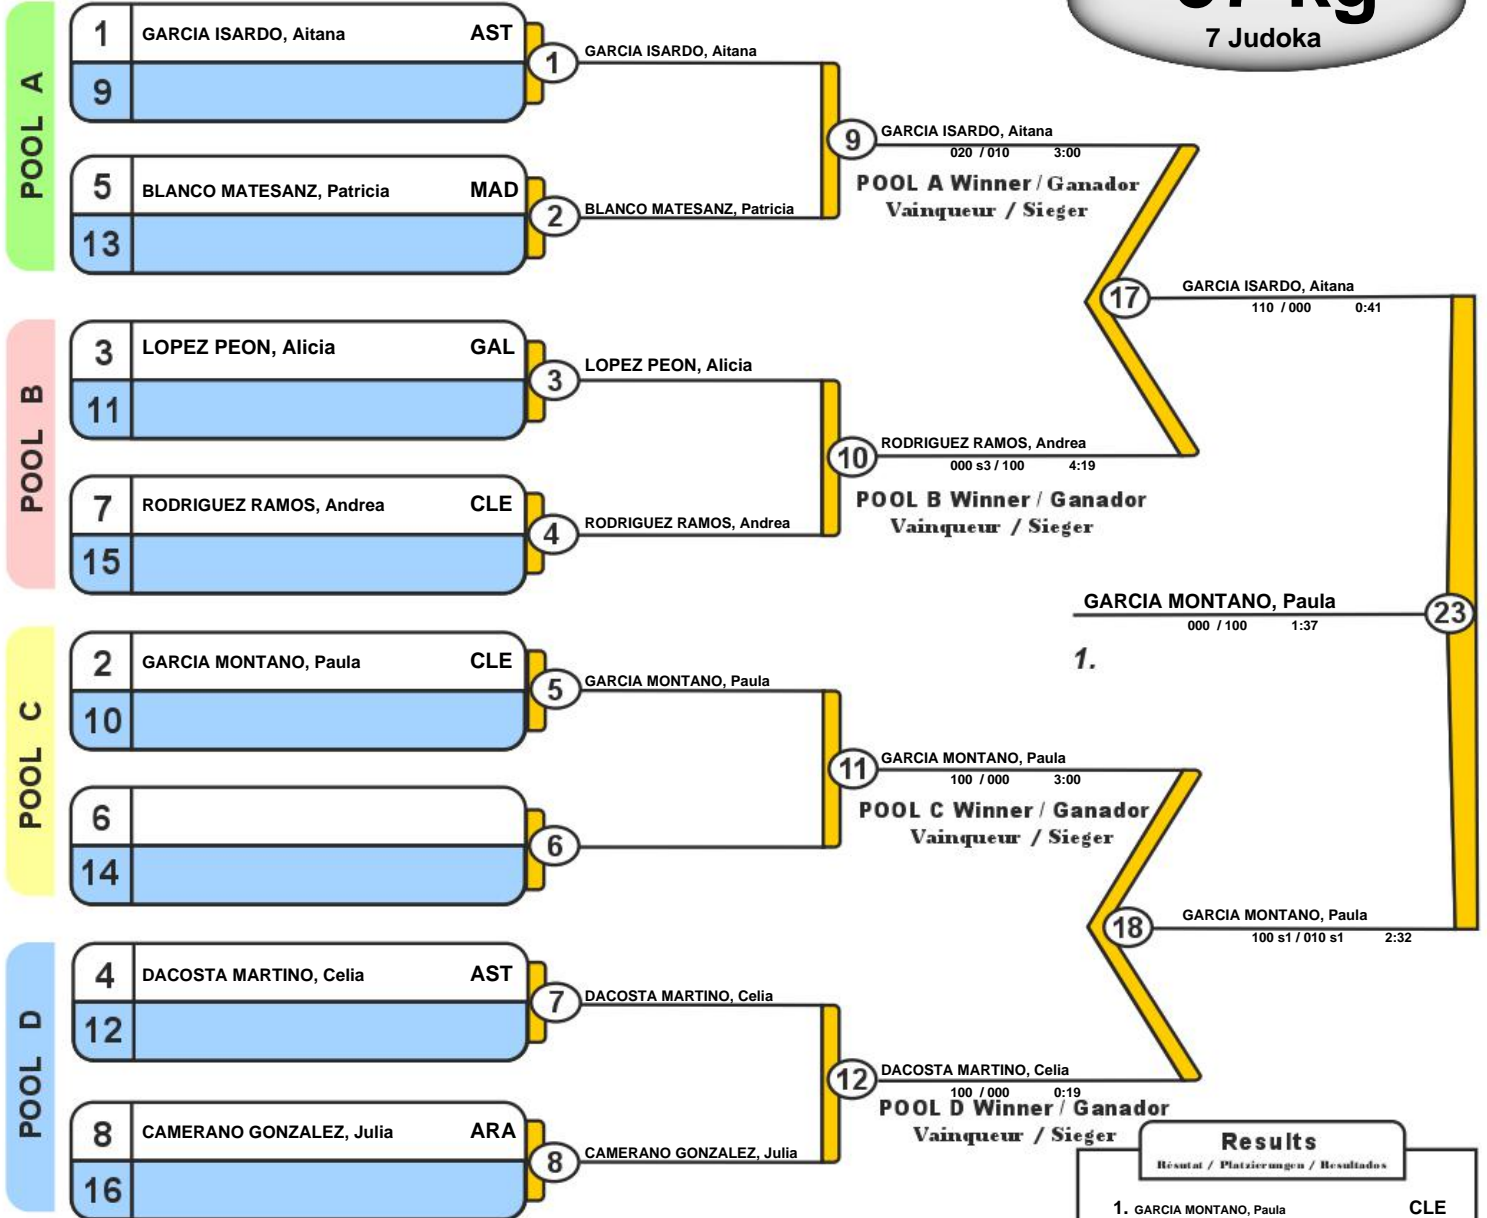 7 Judoka
POOL A
1 GARCIA ISARDO, Aitana AST
9
1
GARCIA ISARDO, Aitana
5 BLANCO MATESANZ, Patricia MAD
13
2
BLANCO MATESANZ, Patricia
9
GARCIA ISARDO, Aitana
020 / 010 3:00
POOL A Winner / Ganador
Vainqueur / Sieger
POOL B
3 LOPEZ PEON, Alicia GAL
11
3
LOPEZ PEON, Alicia
7 RODRIGUEZ RAMOS, Andrea CLE
15
4
RODRIGUEZ RAMOS, Andrea
10
RODRIGUEZ RAMOS, Andrea
000 s3 / 100 4:19
POOL B Winner / Ganador
Vainqueur / Sieger
17
GARCIA ISARDO, Aitana
110 / 000 0:41
POOL C
2 GARCIA MONTANO, Paula CLE
10
5
GARCIA MONTANO, Paula
6
14
6
11
GARCIA MONTANO, Paula
100 / 000 3:00
POOL C Winner / Ganador
Vainqueur / Sieger
POOL D
4 DACOSTA MARTINO, Celia AST
12
7
DACOSTA MARTINO, Celia
8 CAMERANO GONZALEZ, Julia ARA
16
8
CAMERANO GONZALEZ, Julia
12
DACOSTA MARTINO, Celia
100 / 000 0:19
POOL D Winner / Ganador
Vainqueur / Sieger
18
GARCIA MONTANO, Paula
100 s1 / 010 s1 2:32
GARCIA MONTANO, Paula
23
000 / 100 1:37
1.
Results
Résutat / Platzierungen / Resultados
1. GARCIA MONTANO, Paula CLE